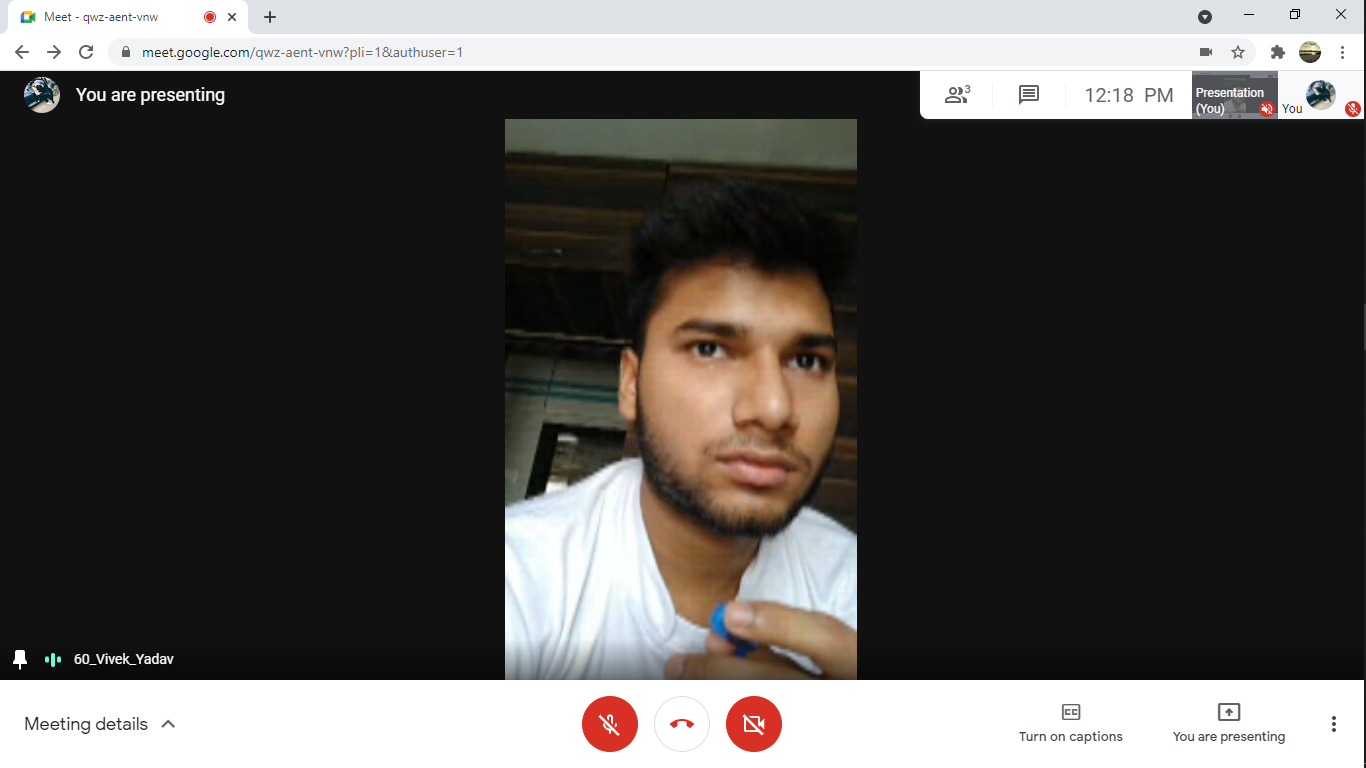 Meet - qwz-aent-vnw
meet.google.com/qwz-aent-vnw?pli=1&authuser=1
You are presenting
3
12:18 PM
Presentation
(You)
You
60_Vivek_Yadav
Meeting details
CC
Turn on captions
You are presenting